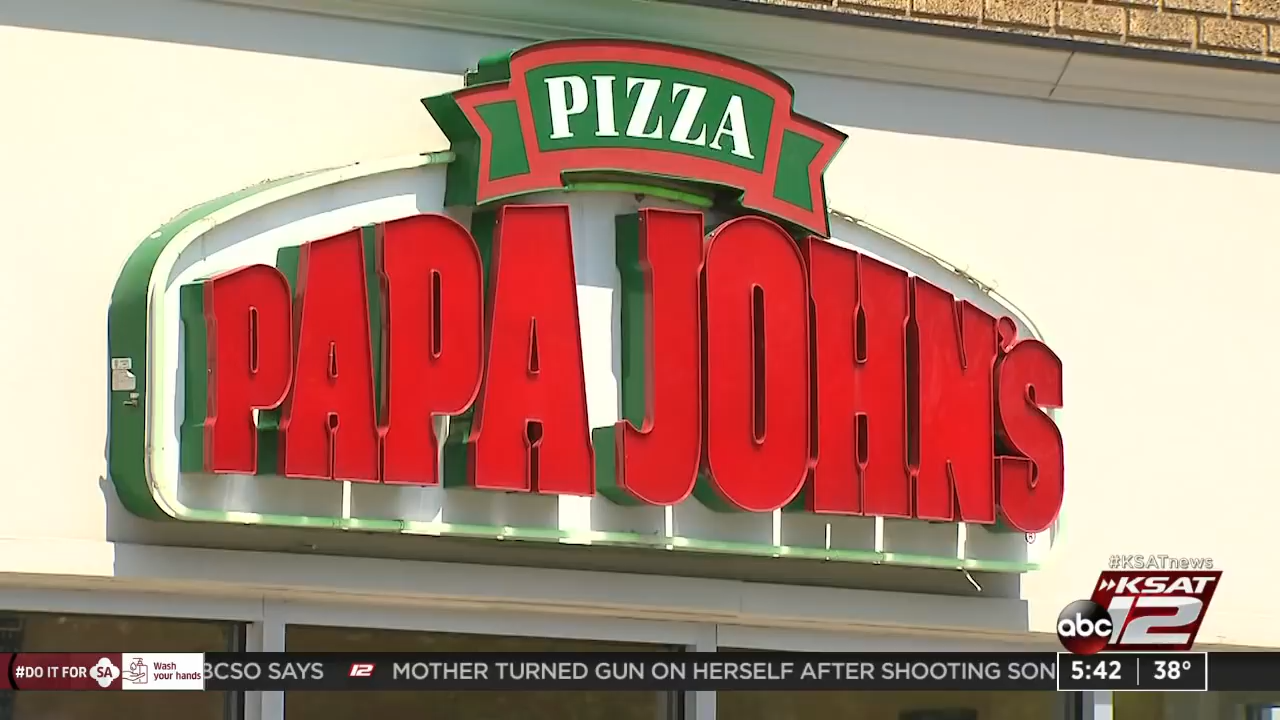 PIZZA
PAPA JOHN'S
®
#KSATnews
KSAT
abc 12
#DO IT FOR SA
Wash
your hands
BCSO SAYS 12 MOTHER TURNED GUN ON HERSELF AFTER SHOOTING SON
5:42 38°